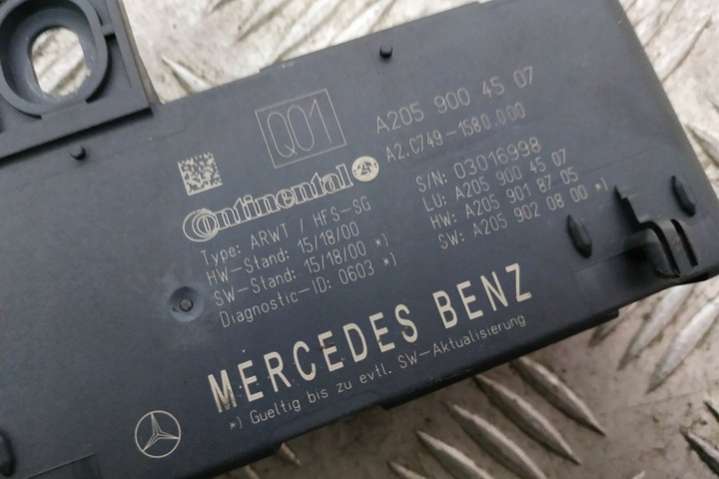 Q01
A205 900 45 07
A2.C0749-1580.000
Continental
Type: ARWT / HFS-SG
HW-Stand: 15/18/00
SW-Stand: 15/18/00 *)
Diagnostic-ID: 0603 *)
S/N: 03016998
LU: A205 900 45 07
HW: A205 901 87 05
SW: A205 902 08 00 *)
MERCEDES BENZ
*) Gueltig bis zu evtl. SW-Aktualisierung